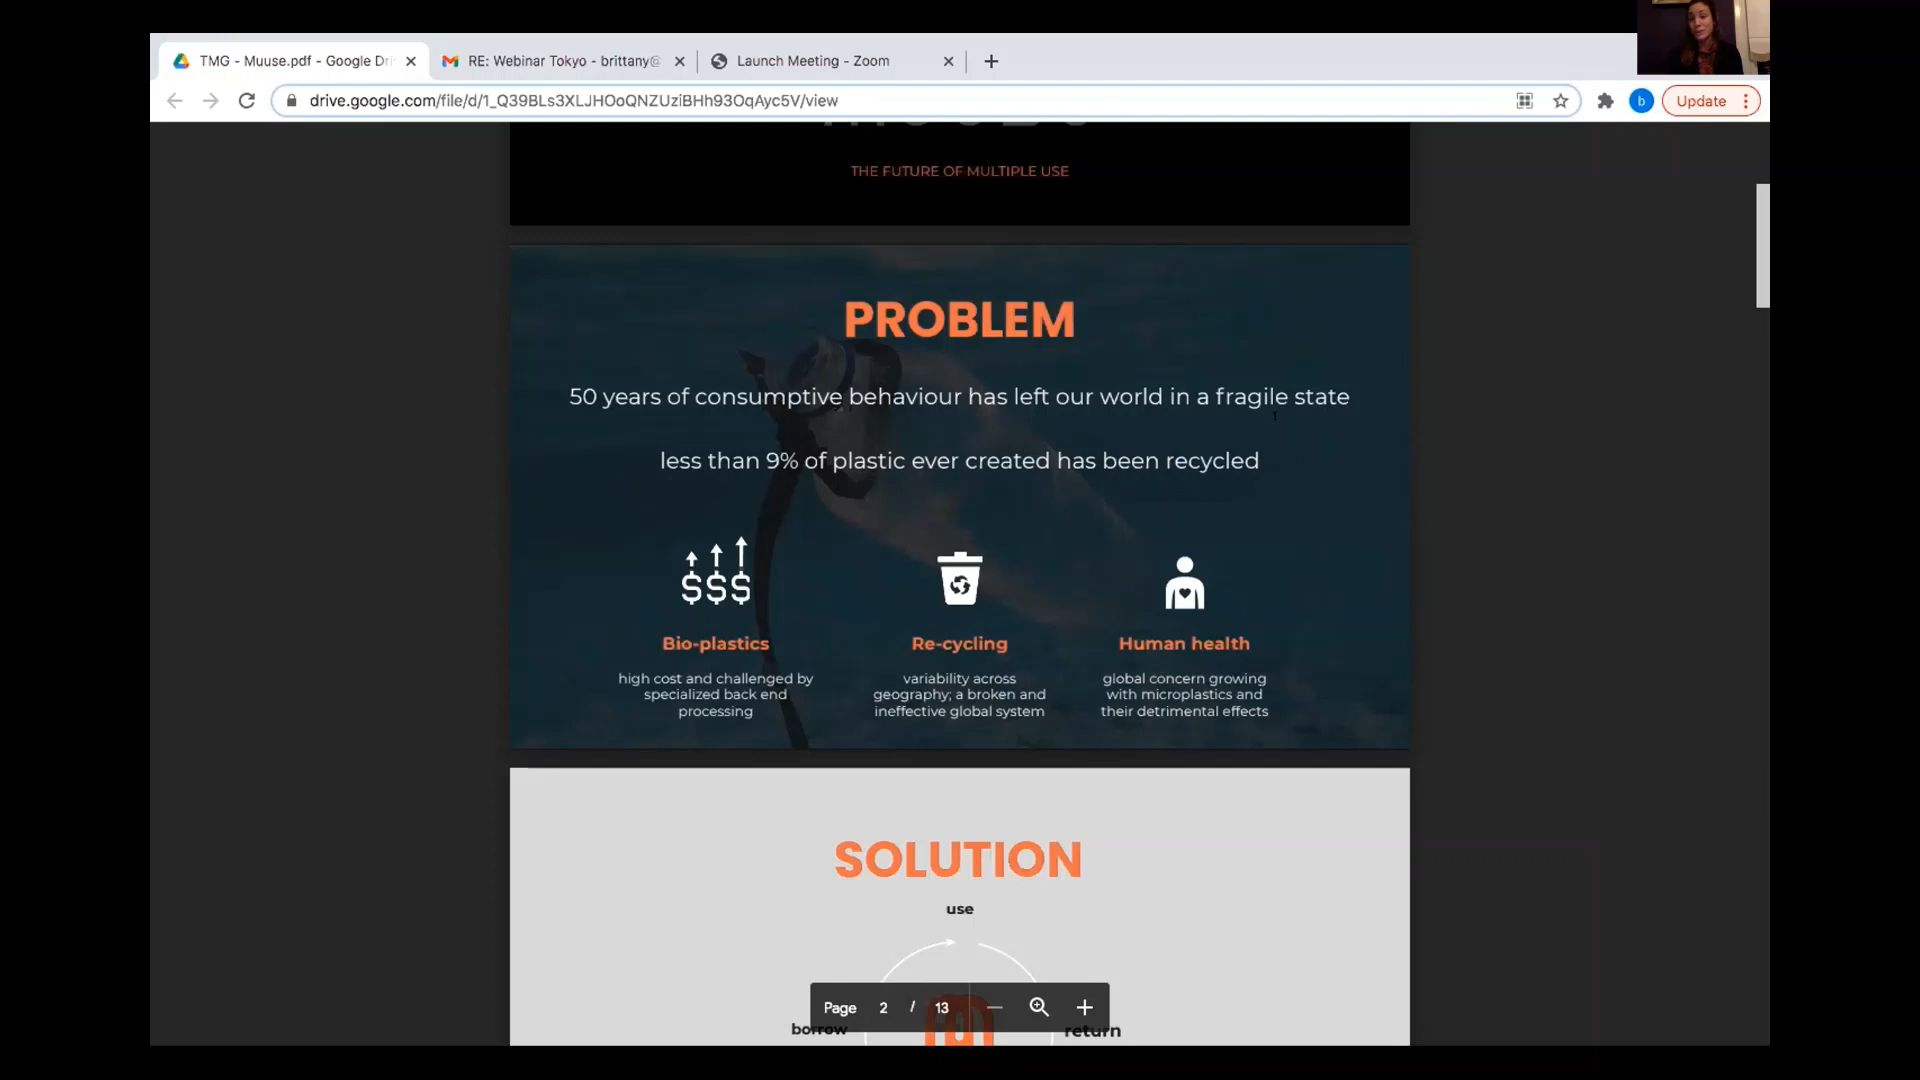 TMG - Muuse.pdf - Google Dri
RE: Webinar Tokyo - brittany@
Launch Meeting - Zoom
drive.google.com/file/d/1_Q39BLs3XLJHOoQNZUziBHh93OqAyc5V/view
b
Update
THE FUTURE OF MULTIPLE USE
PROBLEM
50 years of consumptive behaviour has left our world in a fragile state
less than 9% of plastic ever created has been recycled
$$$
Bio-plastics
high cost and challenged by
specialized back end
processing
Re-cycling
variability across
geography; a broken and
ineffective global system
Human health
global concern growing
with microplastics and
their detrimental effects
SOLUTION
use
borrow
return
Page 2 / 13